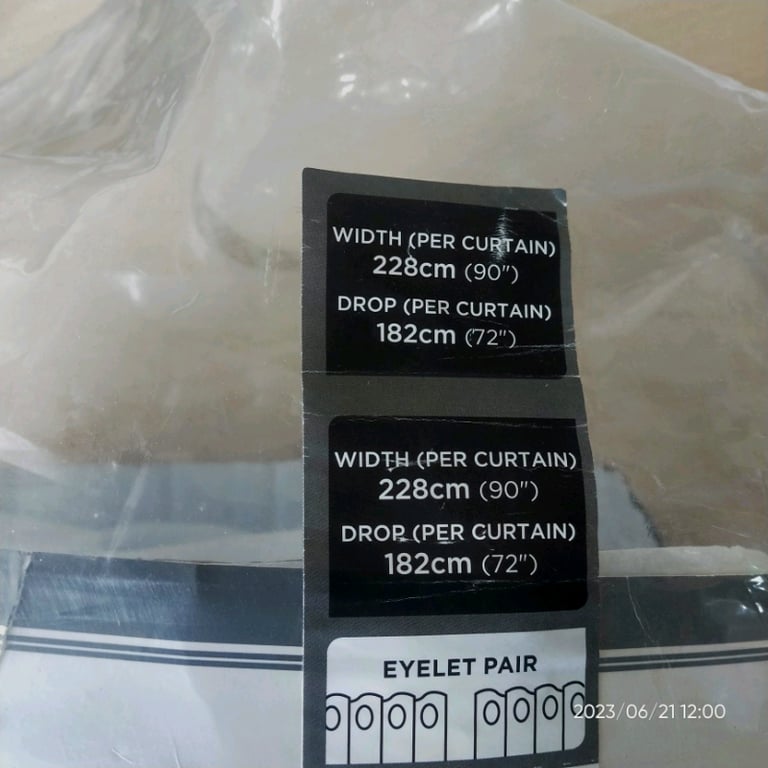 WIDTH (PER CURTAIN)
228cm (90")
DROP (PER CURTAIN)
182cm (72")
WIDTH (PER CURTAIN)
228cm (90")
DROP (PER CURTAIN)
182cm (72")
EYELET PAIR
2023/06/21 12:00